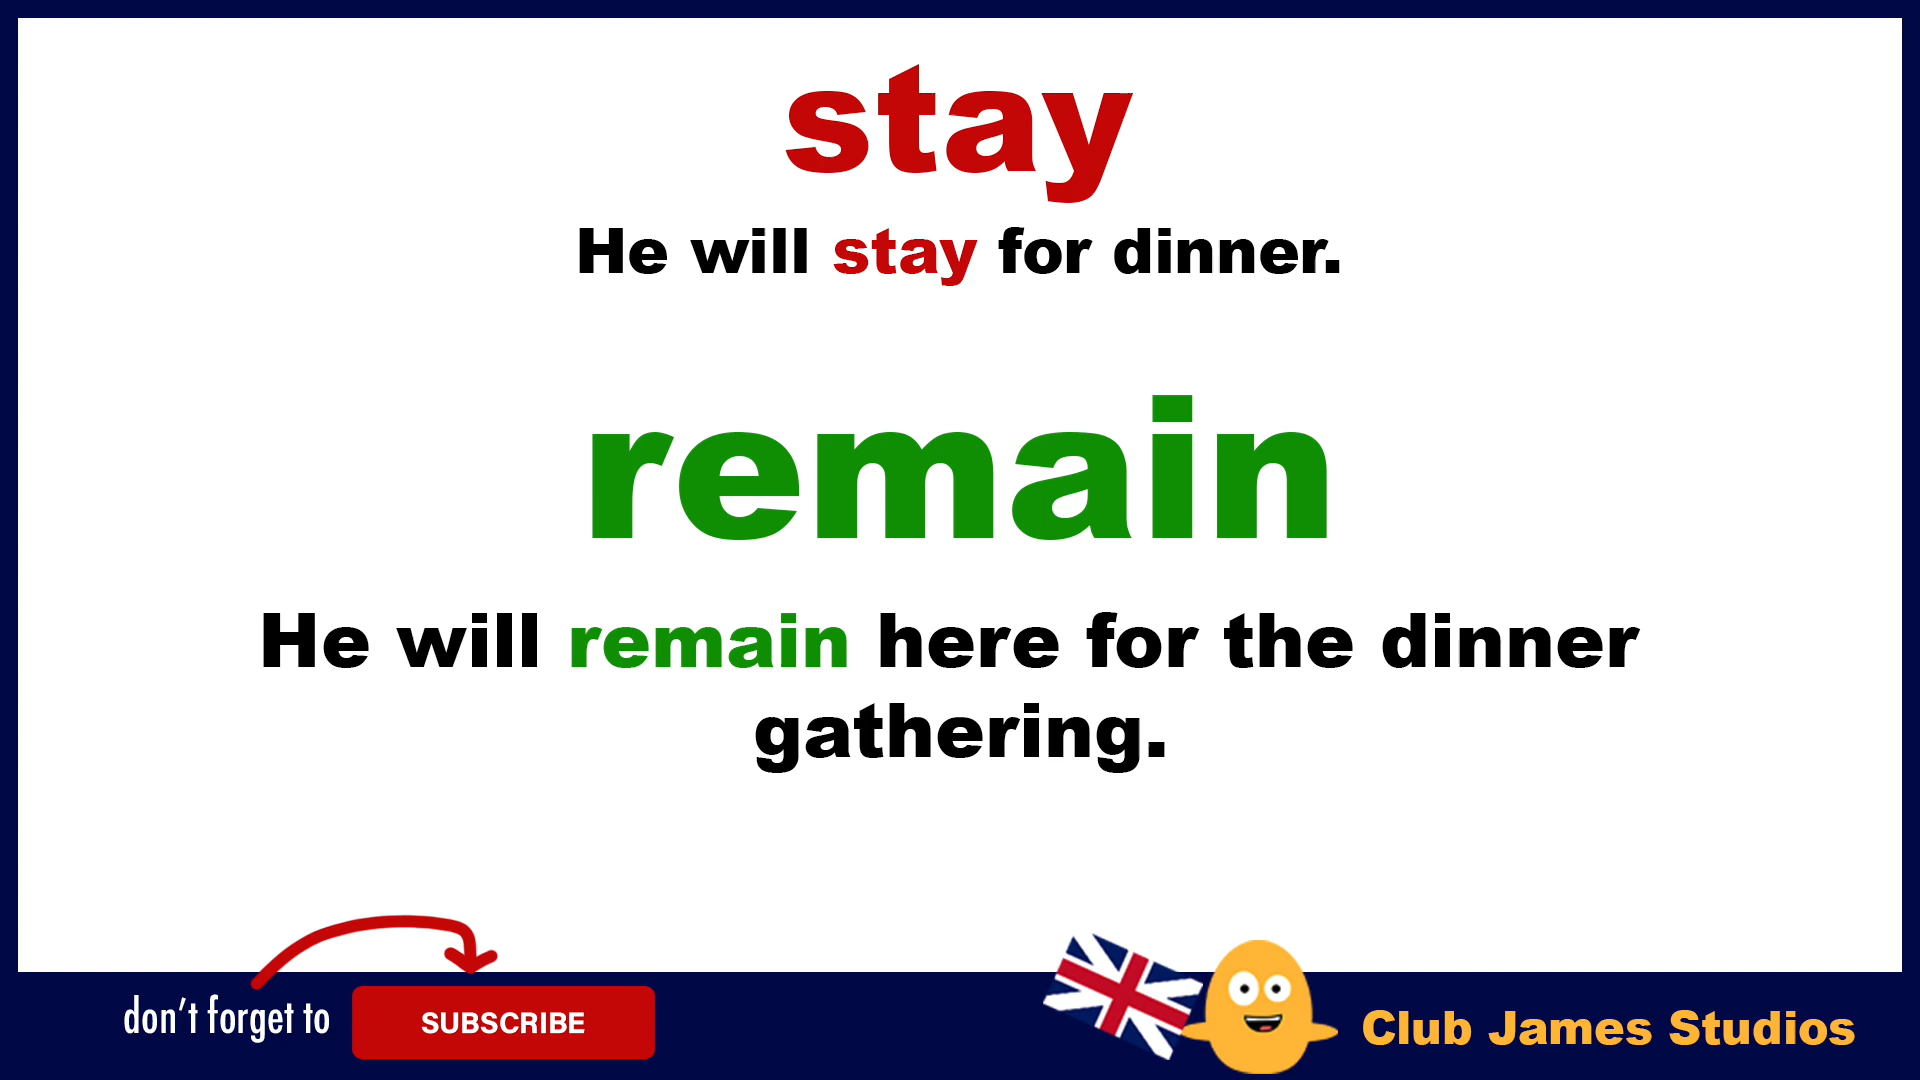 stay
He will stay for dinner.
remain
He will remain here for the dinner
gathering.
don't forget to
SUBSCRIBE
Club James Studios